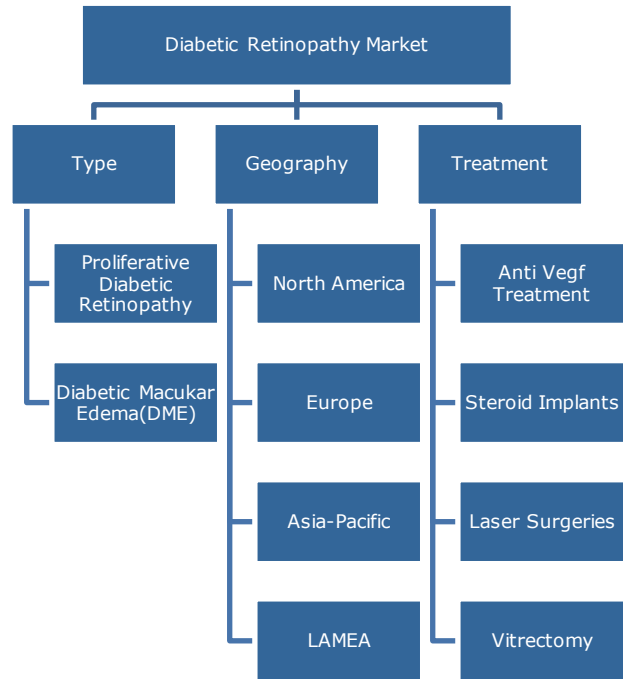 Diabetic Retinopathy Market
Type
Geography
Treatment
Proliferative
Diabetic
Retinopathy
Diabetic Macukar
Edema(DME)
North America
Europe
Asia-Pacific
LAMEA
Anti Vegf
Treatment
Steroid Implants
Laser Surgeries
Vitrectomy